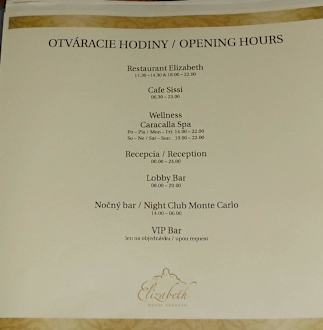 OTVÁRACIE HODINY / OPENING HOURS
Restaurant Elizabeth
11.30 – 14.30 & 18.00 – 22.00
Cafe Sissi
08.30 – 23.00
Wellness
Caracalla Spa
Po – Pia / Mon – Fri: 14.00 – 22.00
So – Ne / Sat – Sun: 10.00 – 22.00
Recepcia / Reception
00.00 – 24.00
Lobby Bar
08.00 – 20.00
Nočný bar / Night Club Monte Carlo
14.00 – 06.00
VIP Bar
len na objednávku / upon request
Elizabeth